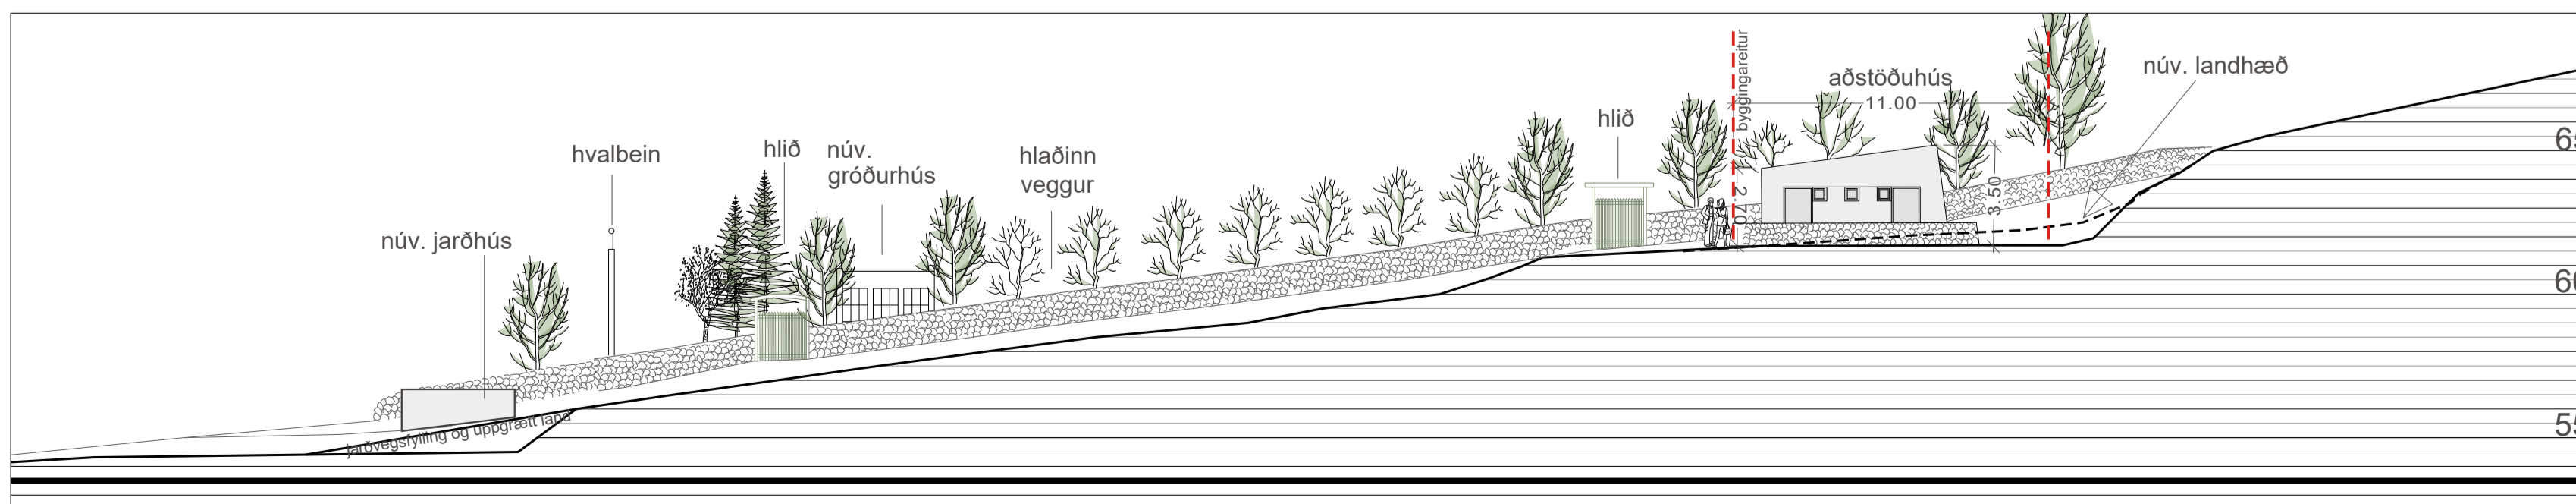 byggingareitur
núv. landhæð
aðstöðuhús
11.00
hlið
hlið
núv.
gróðurhús
hvalbein
hlaðinn
veggur
2.70
3.50
núv. jarðhús
jarðvegsfylling og uppgrætt land